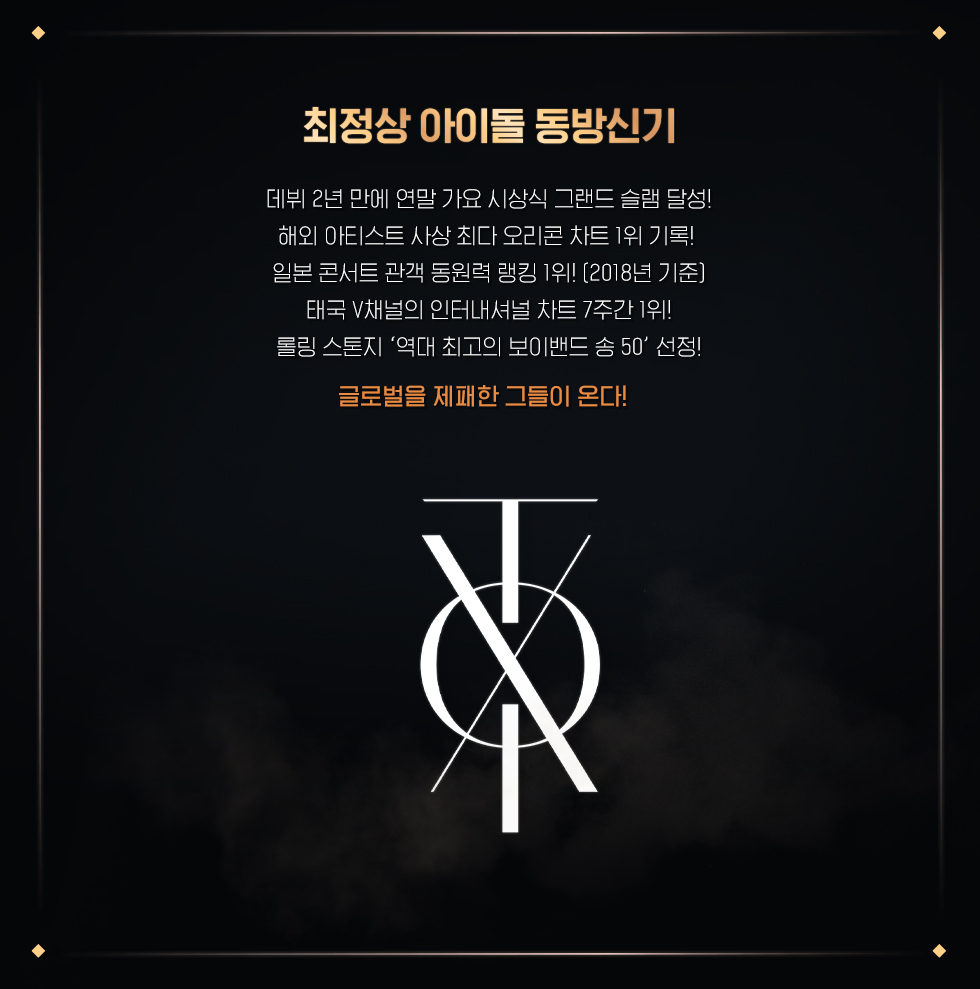 최정상 아이돌 동방신기
데뷔 2년 만에 연말 가요 시상식 그랜드 슬램 달성!
해외 아티스트 사상 최다 오리콘 차트 1위 기록!
일본 콘서트 관객 동원력 랭킹 1위! (2018년 기준)
태국 V채널의 인터내셔널 차트 7주간 1위!
롤링 스톤지 ‘역대 최고의 보이밴드 송 50’ 선정!
글로벌을 제패한 그들이 온다!
TVXQ